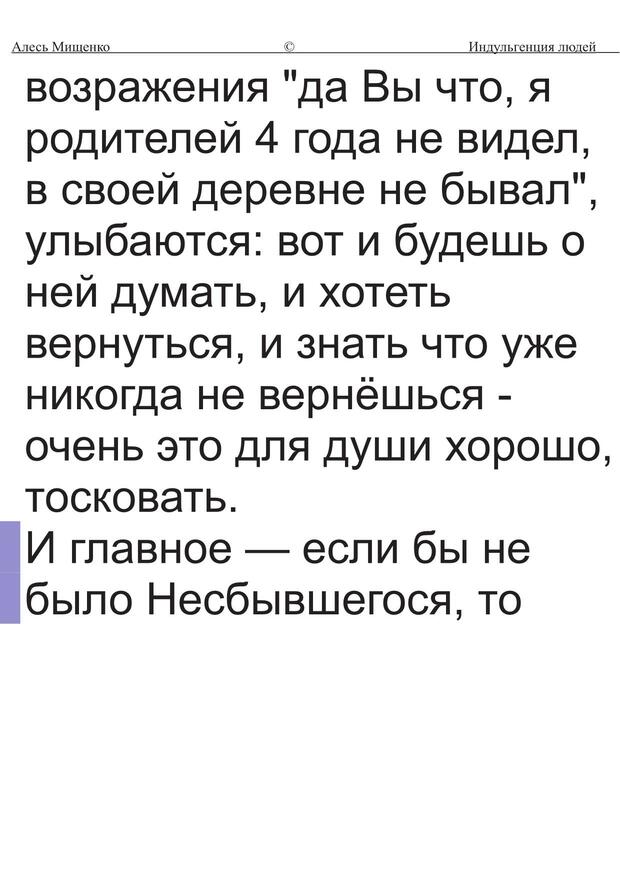 Алесь Мищенко © Индульгенция людей
возражения "да Вы что, я
родителей 4 года не видел,
в своей деревне не бывал",
улыбаются: вот и будешь о
ней думать, и хотеть
вернуться, и знать что уже
никогда не вернёшься -
очень это для души хорошо,
тосковать.
И главное — если бы не
было Несбывшегося, то